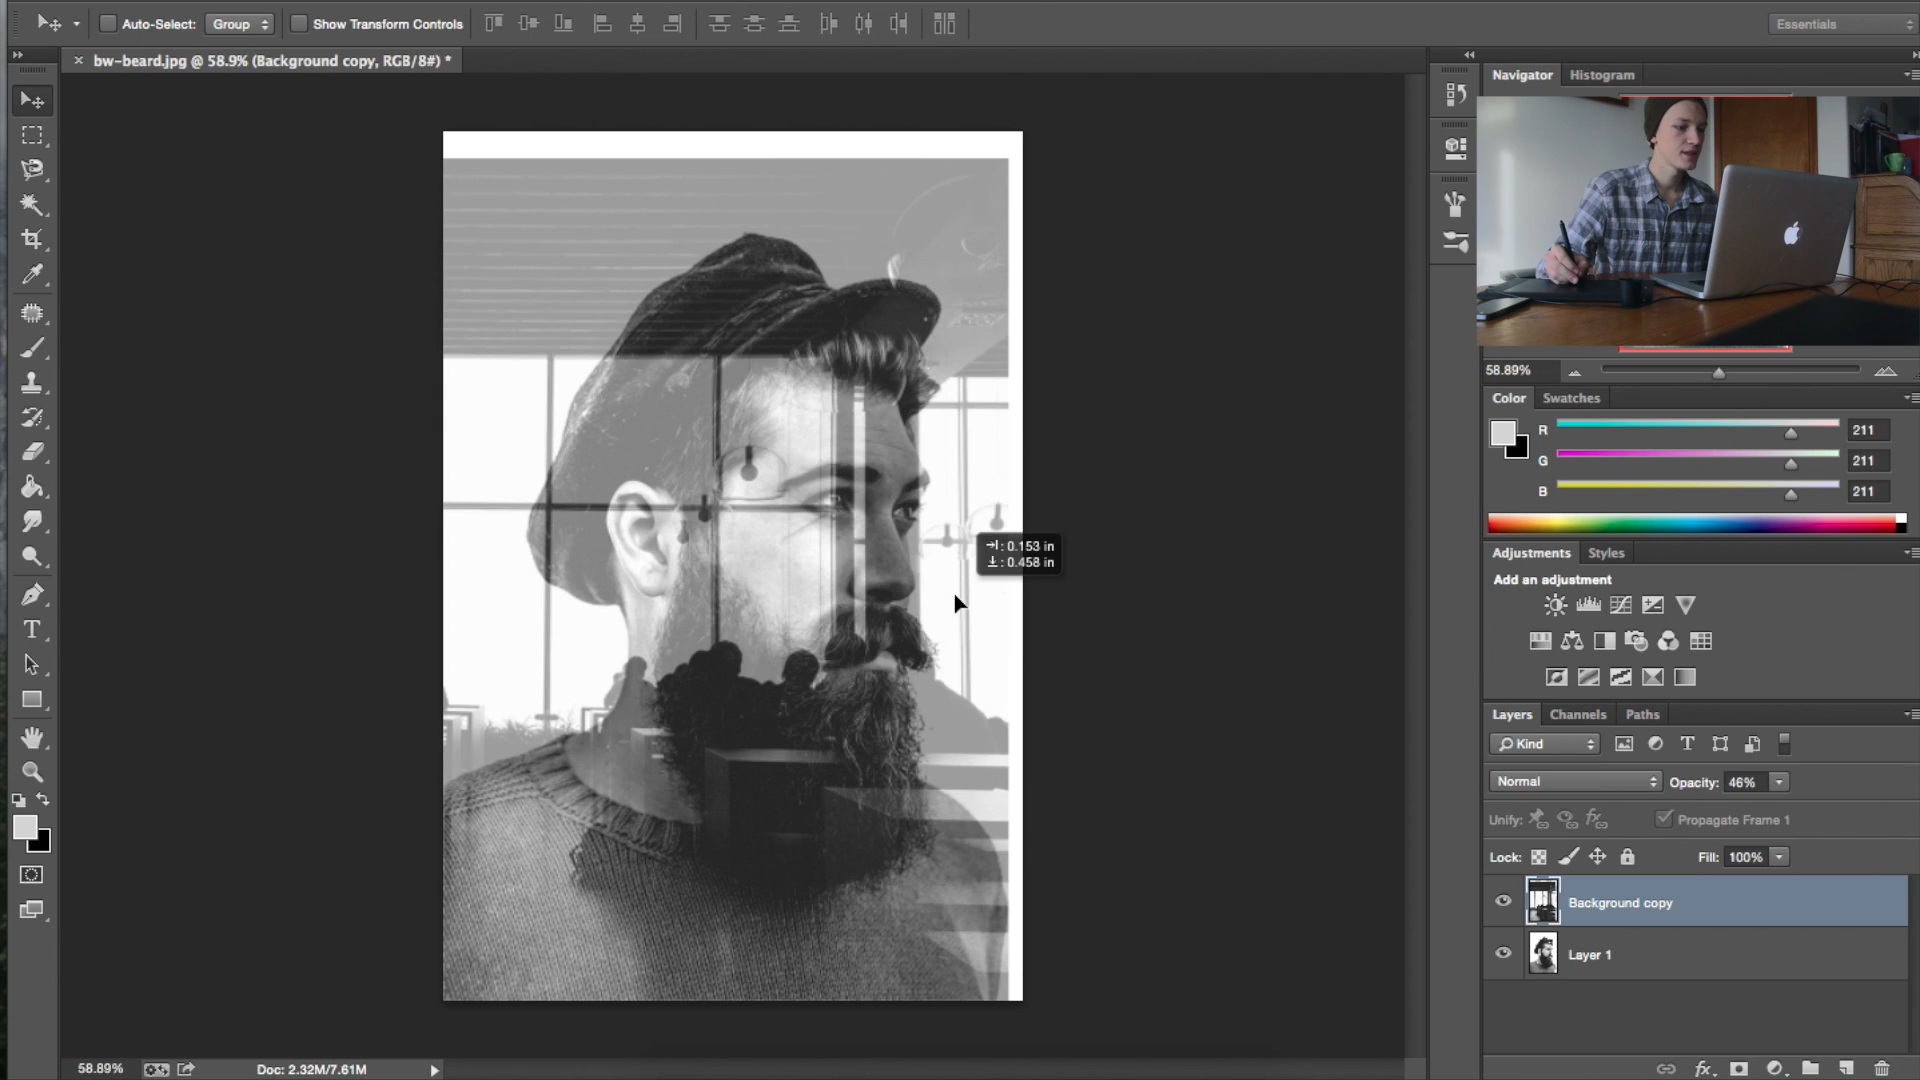 Auto-Select: Group Show Transform Controls Essentials
× bw-beard.jpg @ 58.9% (Background copy, RGB/8#) *
Navigator Histogram
58.89%
Color Swatches
R 211
G 211
B 211
→|: 0.153 in
↓: 0.458 in
Adjustments Styles
Add an adjustment
Layers Channels Paths
Kind
Normal Opacity: 46%
Unify: Propagate Frame 1
Lock: Fill: 100%
Background copy
Layer 1
58.89% Doc: 2.32M/7.61M